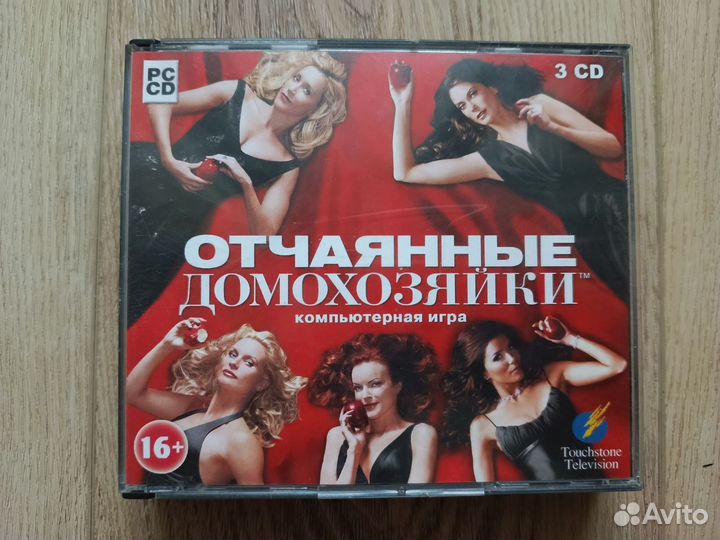 PC
CD
3 CD
ОТЧАЯННЫЕ
ДОМОХОЗЯЙКИ™
компьютерная игра
16+
Touchstone
Television
Avito